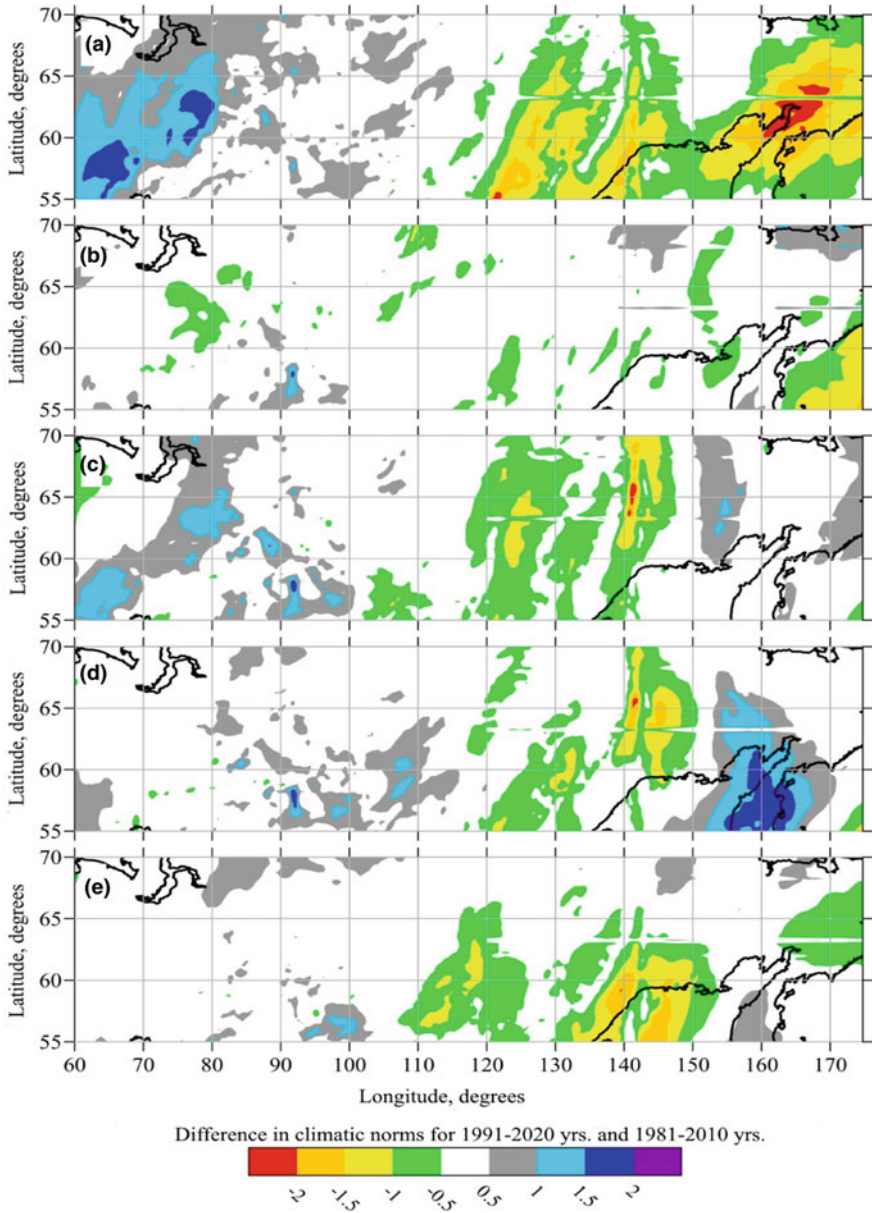 70
(a)
65
60
55
Latitude, degrees
70
(b)
65
60
55
Latitude, degrees
70
(c)
65
60
55
Latitude, degrees
70
(d)
65
60
55
Latitude, degrees
70
(e)
65
60
55
Latitude, degrees
60 70 80 90 100 110 120 130 140 150 160 170
Longitude, degrees
Difference in climatic norms for 1991-2020 yrs. and 1981-2010 yrs.
-2 -1.5 -1 -0.5 0.5 1 1.5 2